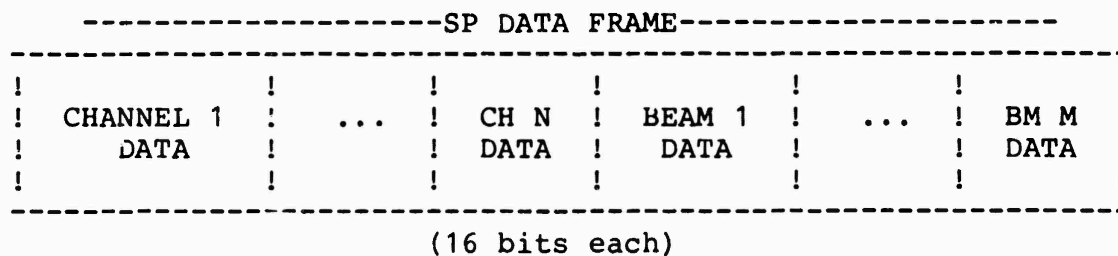 ---------------------SP DATA FRAME----------------------
----------------------------------------------------------------------
!                !         !         !            !         !
!  CHANNEL 1  !   ...   !  CH N  !  BEAM 1  !   ...   !  BM M
!     DATA     !         !  DATA  !   DATA   !         !  DATA
!                !         !         !            !         !
----------------------------------------------------------------------
(16 bits each)